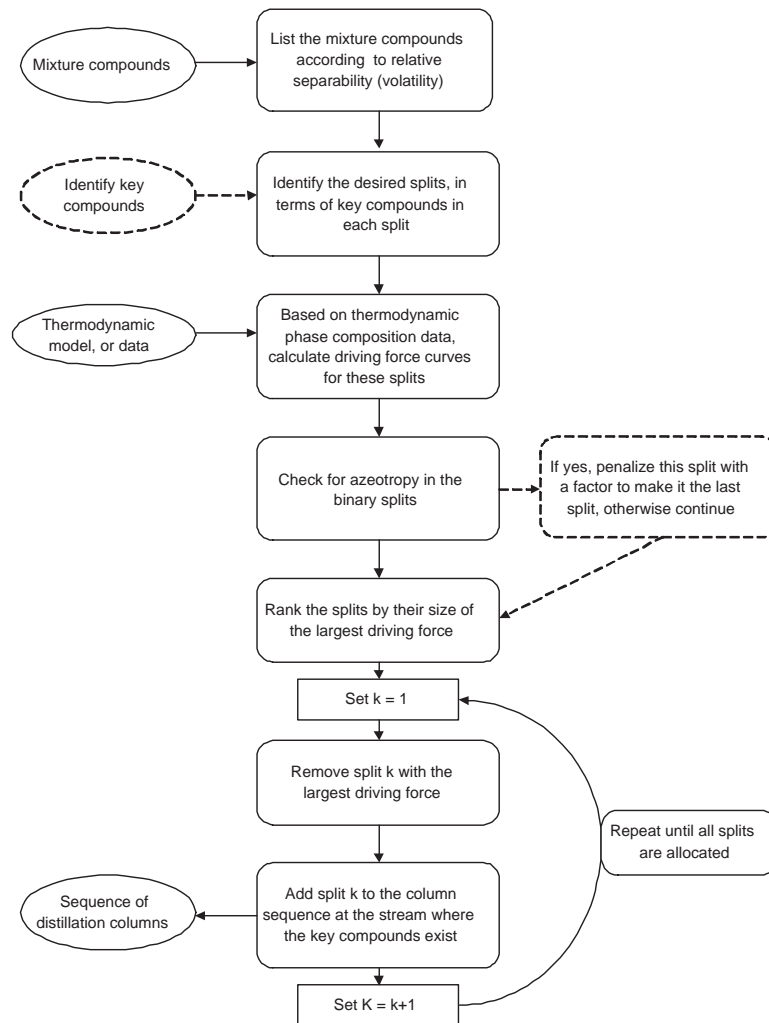 Mixture compounds
List the mixture compounds
according to relative
separability (volatility)
Identify key
compounds
Identify the desired splits, in
terms of key compounds in
each split
Thermodynamic
model, or data
Based on thermodynamic
phase composition data,
calculate driving force curves
for these splits
Check for azeotropy in the
binary splits
If yes, penalize this split with
a factor to make it the last
split, otherwise continue
Rank the splits by their size of
the largest driving force
Set k = 1
Remove split k with the
largest driving force
Repeat until all splits
are allocated
Sequence of
distillation columns
Add split k to the column
sequence at the stream where
the key compounds exist
Set K = k+1